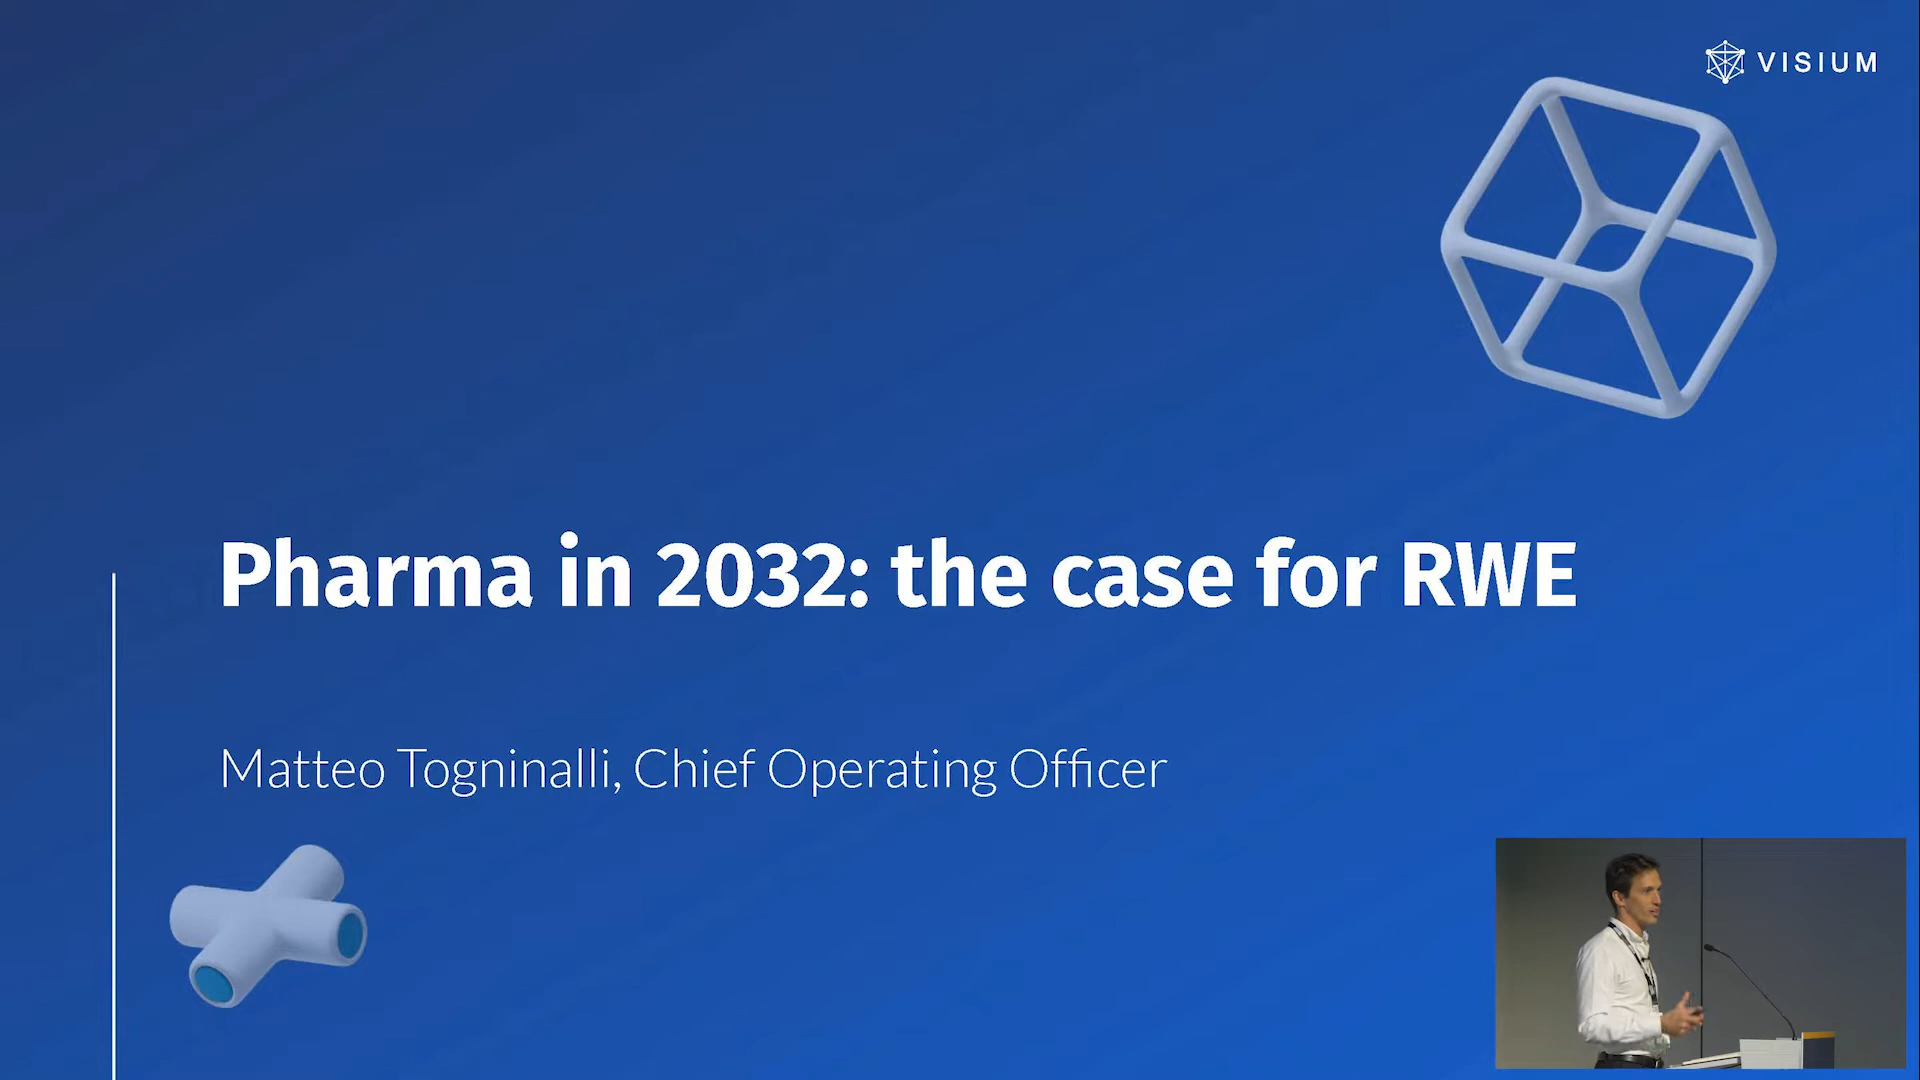 VISIUM
Pharma in 2032: the case for RWE
Matteo Togninalli, Chief Operating Officer